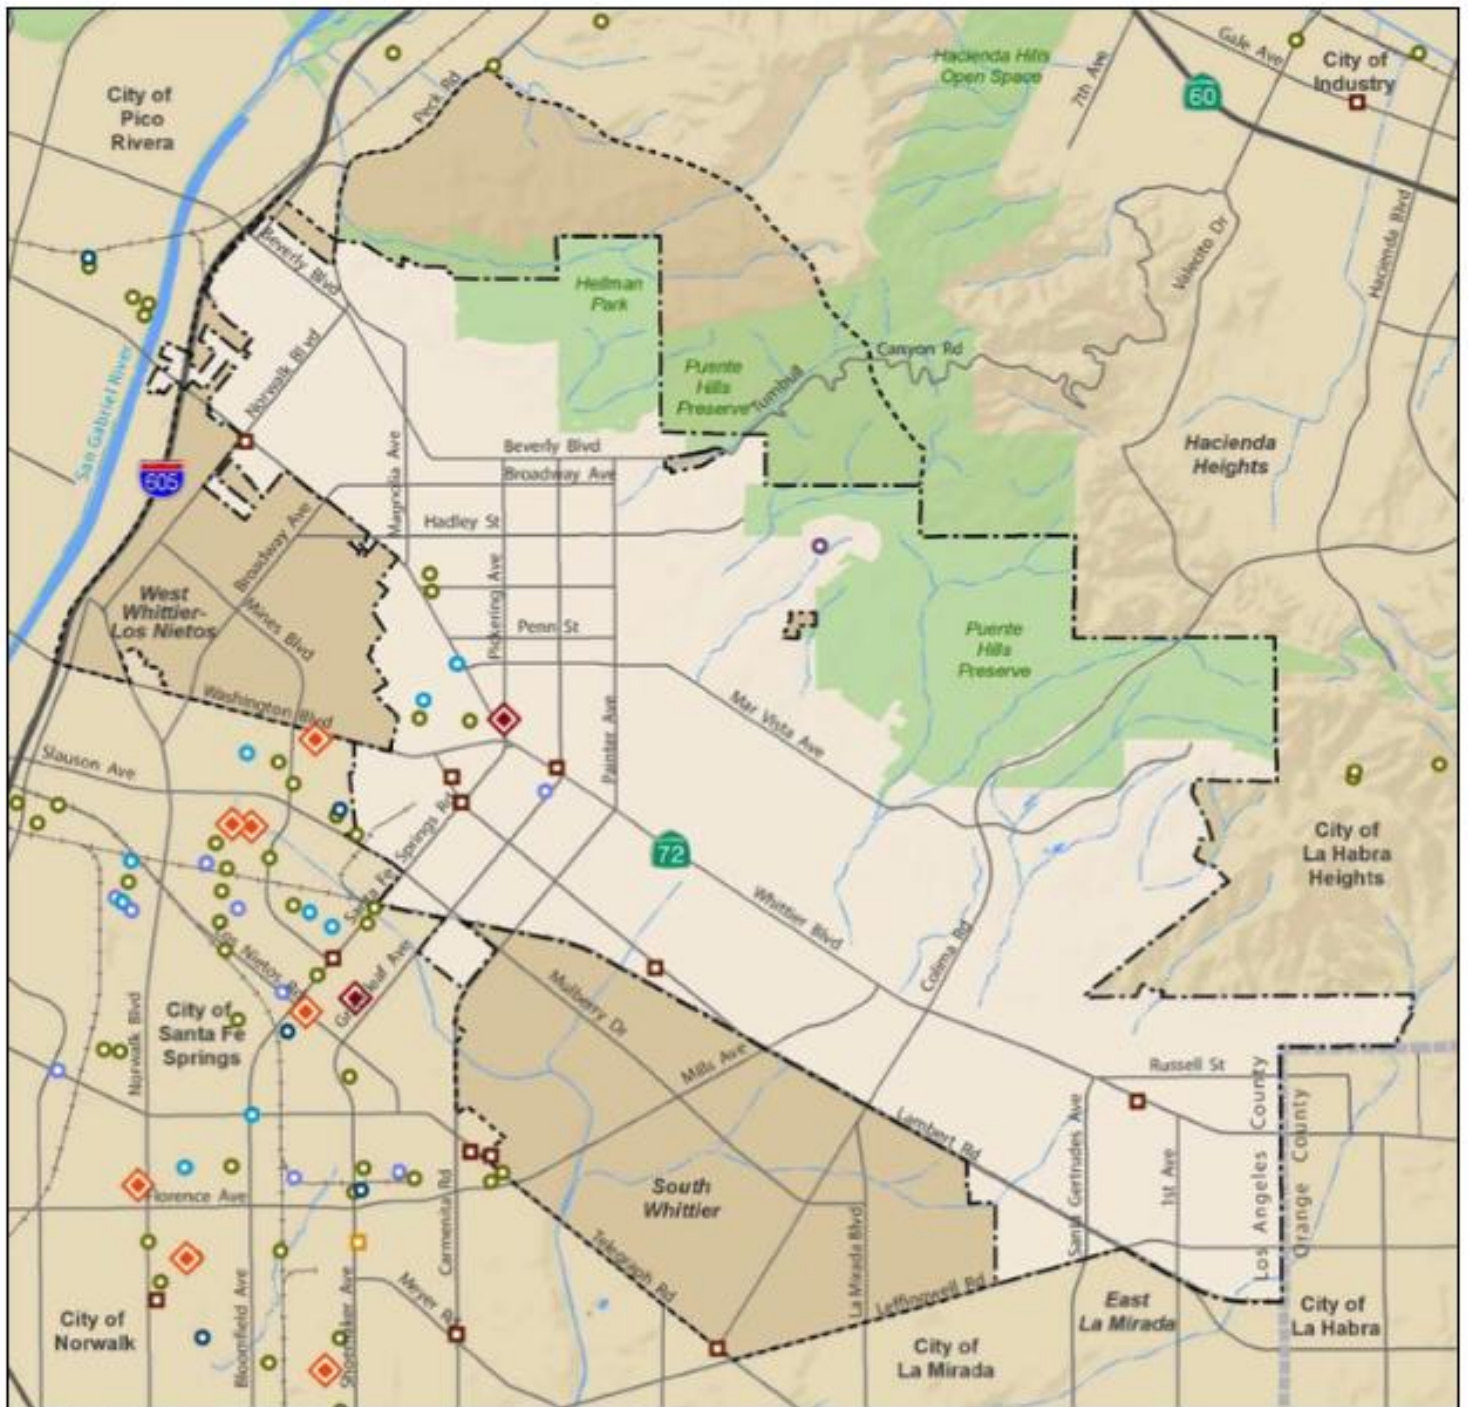 Hacienda Hills
Open Space
7th Ave
Gale Ave
City of
Industry
60
City of
Pico
Rivera
Peck Rd
Hacienda Blvd
Beverly Blvd
Hellman
Park
Canyon Rd
Turnbull
Puente
Hills
Preserve
San Gabriel River
Norwalk Blvd
605
Magnolia Ave
Beverly Blvd
Broadway Ave
Hadley St
Hacienda
Heights
Broadway Ave
Mines Blvd
West
Whittier-
Los Nietos
Pickering Ave
Penn St
Puente
Hills
Preserve
Washington Blvd
Painter Ave
Mar Vista Ave
Slauson Ave
Santa Fe Springs Rd
72
City of
La Habra
Heights
Whittier Blvd
Colima Rd
Los Nietos Rd
Mulberry Dr
Mills Ave
City of
Santa Fe
Springs
Norwalk Blvd
Russell St
Lambert Rd
Santa Gertrudes Ave
1st Ave
Los Angeles County
Orange County
South
Whittier
Florence Ave
Carmenita Rd
La Mirada Blvd
Telegraph Rd
Leffingwell Rd
Meyer Rd
Bloomfield Ave
Shoemaker Ave
City of
Norwalk
City of
La Mirada
East
La Mirada
City of
La Habra